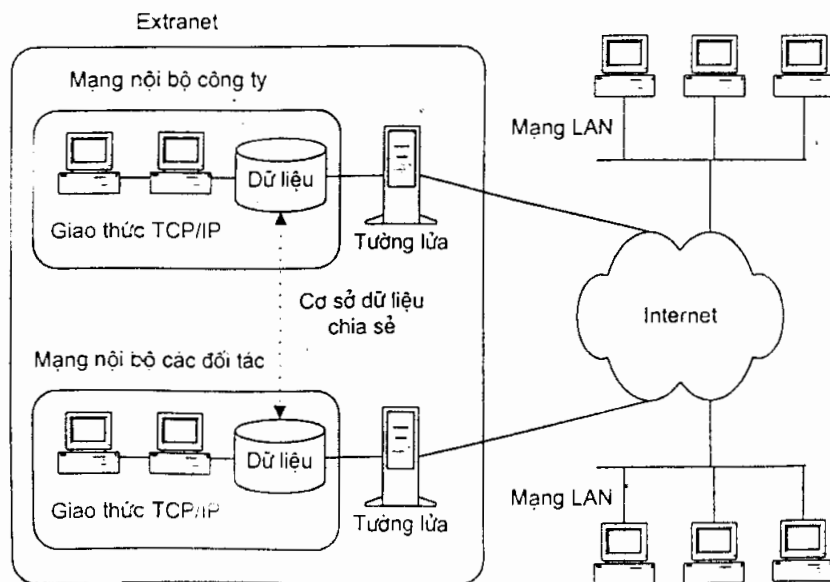 Extranet
Mạng nội bộ công ty
Dữ liệu
Giao thức TCP/IP
Tường lửa
Cơ sở dữ liệu
chia sẻ
Mạng nội bộ các đối tác
Dữ liệu
Giao thức TCP/IP
Tường lửa
Mạng LAN
Internet
Mạng LAN